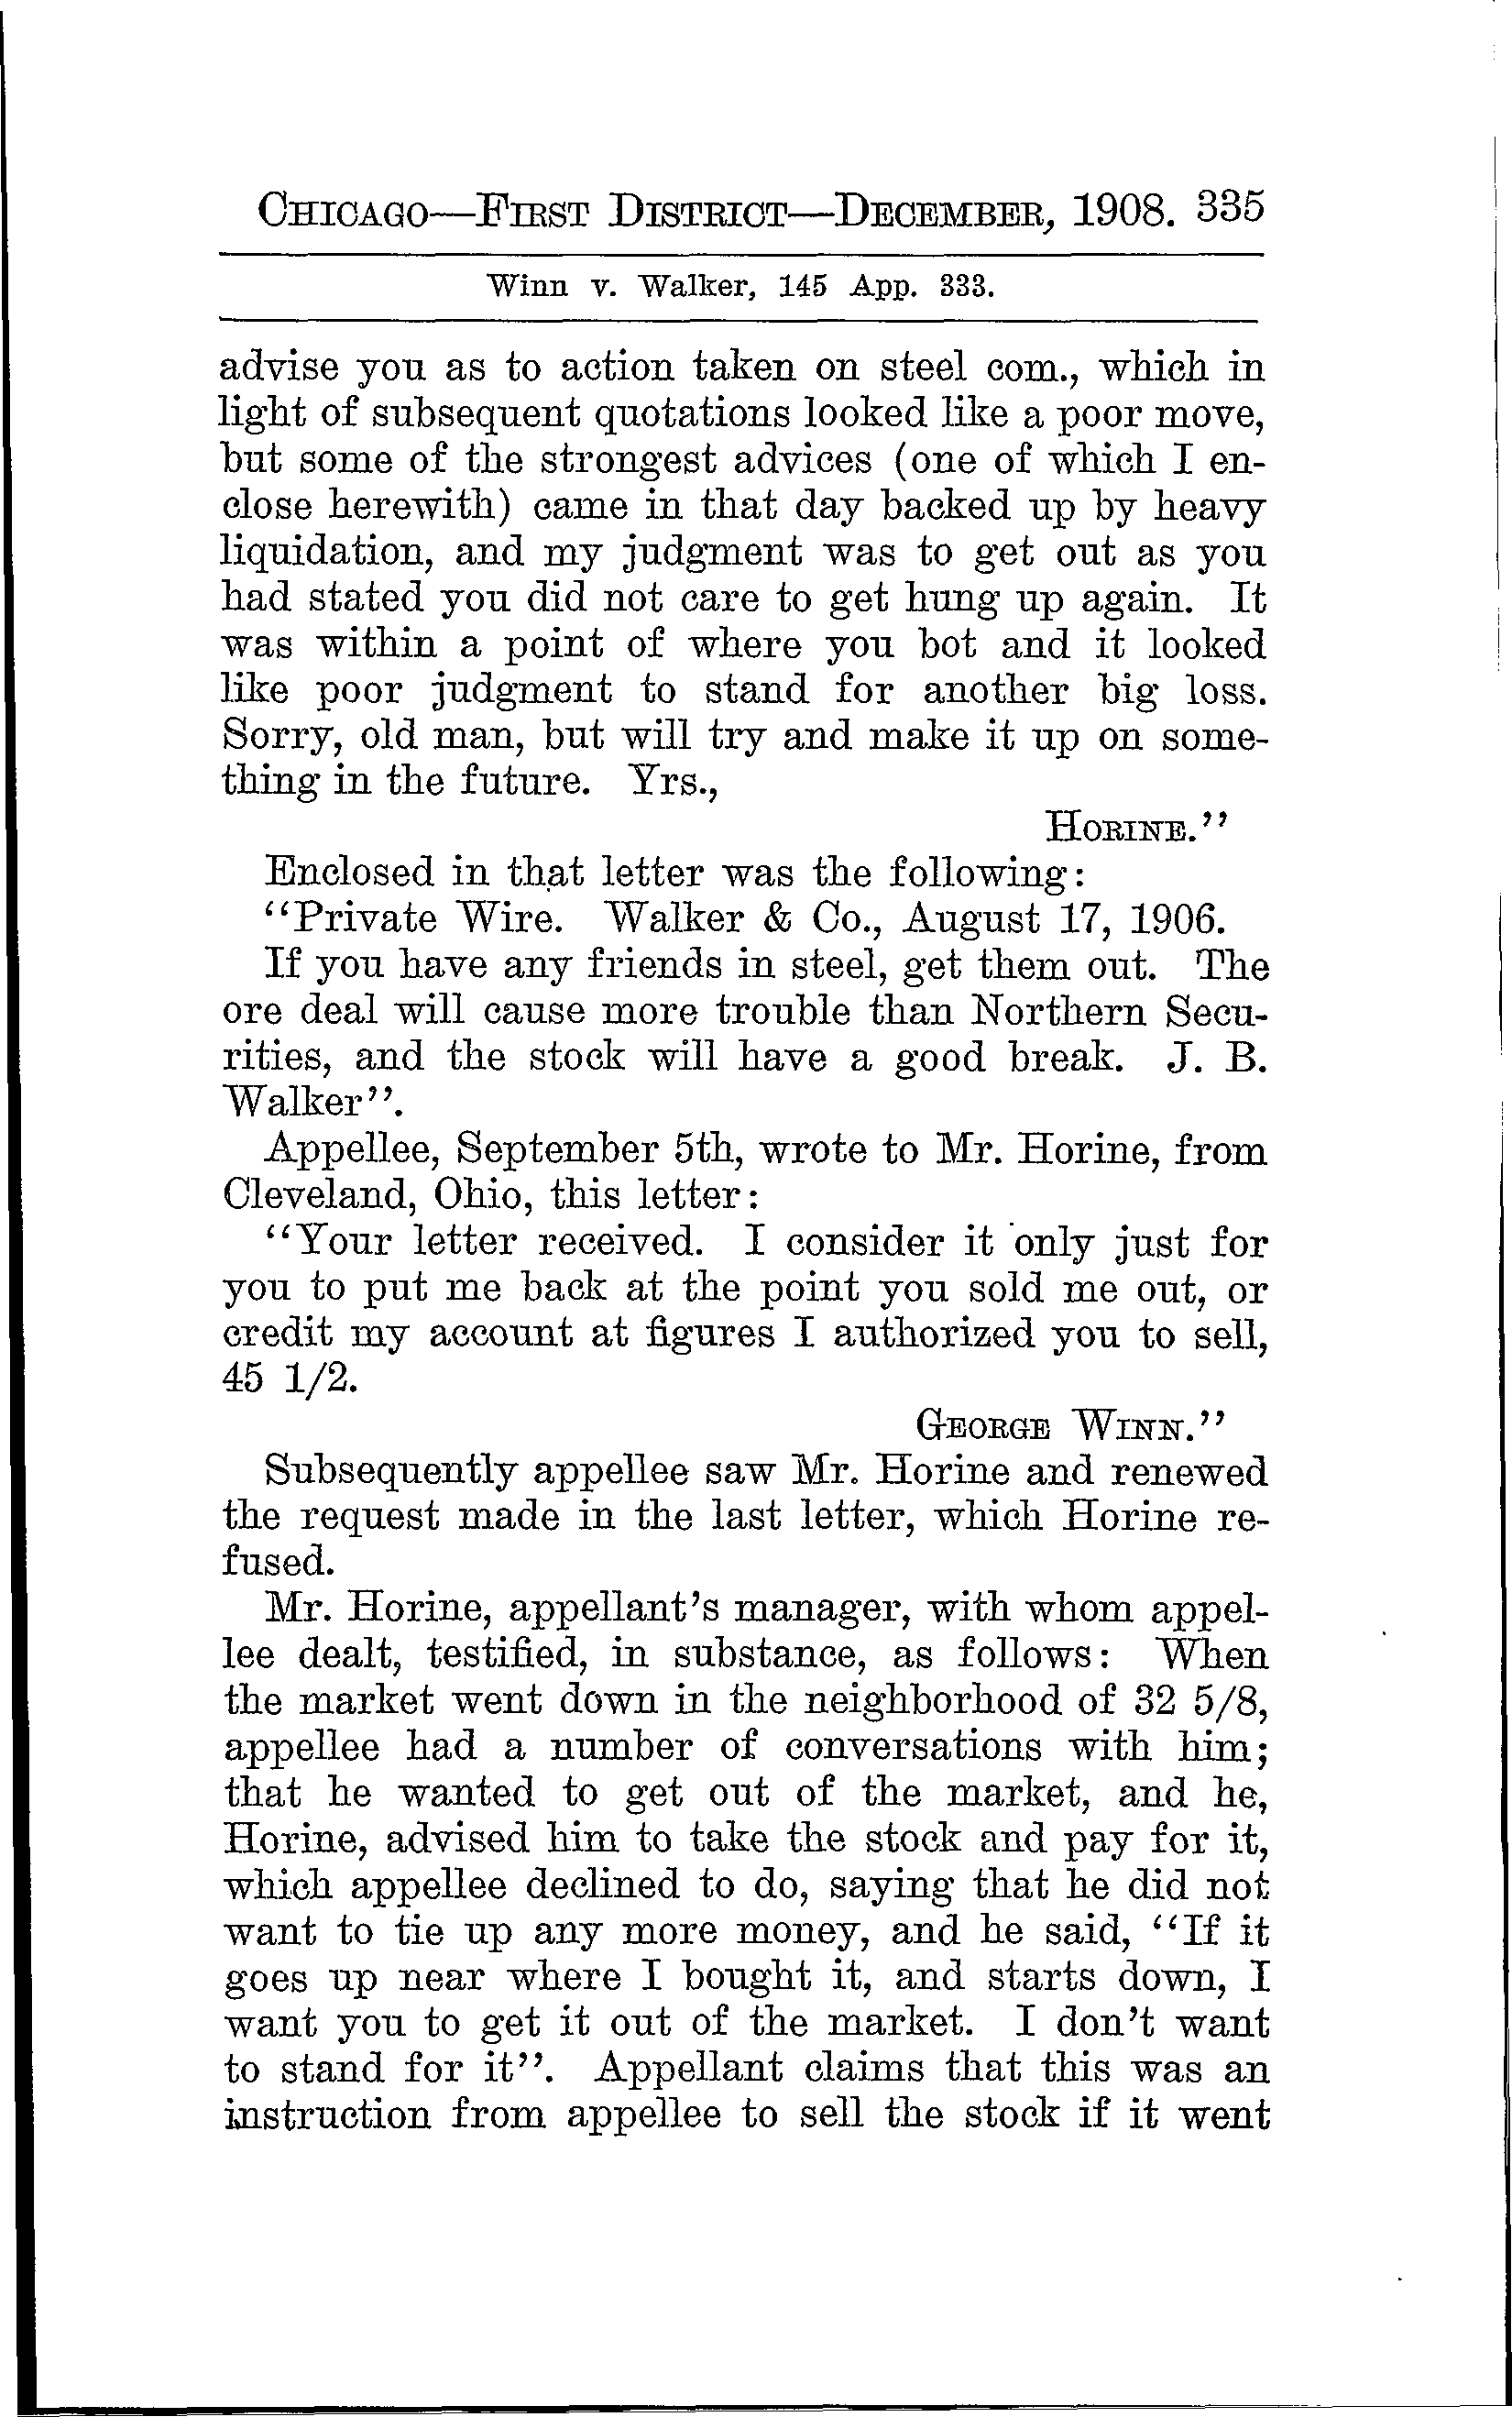 CHICAGO—FIRST DISTRICT—DECEMBER, 1908. 335
Winn v. Walker, 145 App. 333.
advise you as to action taken on steel com., which in
light of subsequent quotations looked like a poor move,
but some of the strongest advices (one of which I en-
close herewith) came in that day backed up by heavy
liquidation, and my judgment was to get out as you
had stated you did not care to get hung up again. It
was within a point of where you bot and it looked
like poor judgment to stand for another big loss.
Sorry, old man, but will try and make it up on some-
thing in the future. Yrs.,
HORINE.''
Enclosed in that letter was the following:
``Private Wire. Walker & Co., August 17, 1906.
If you have any friends in steel, get them out. The
ore deal will cause more trouble than Northern Secu-
rities, and the stock will have a good break. J. B.
Walker''.
Appellee, September 5th, wrote to Mr. Horine, from
Cleveland, Ohio, this letter:
``Your letter received. I consider it only just for
you to put me back at the point you sold me out, or
credit my account at figures I authorized you to sell,
45 1/2.
GEORGE WINN.''
Subsequently appellee saw Mr. Horine and renewed
the request made in the last letter, which Horine re-
fused.
Mr. Horine, appellant's manager, with whom appel-
lee dealt, testified, in substance, as follows: When
the market went down in the neighborhood of 32 5/8,
appellee had a number of conversations with him;
that he wanted to get out of the market, and he,
Horine, advised him to take the stock and pay for it,
which appellee declined to do, saying that he did not
want to tie up any more money, and he said, ``If it
goes up near where I bought it, and starts down, I
want you to get it out of the market. I don't want
to stand for it''. Appellant claims that this was an
instruction from appellee to sell the stock if it went